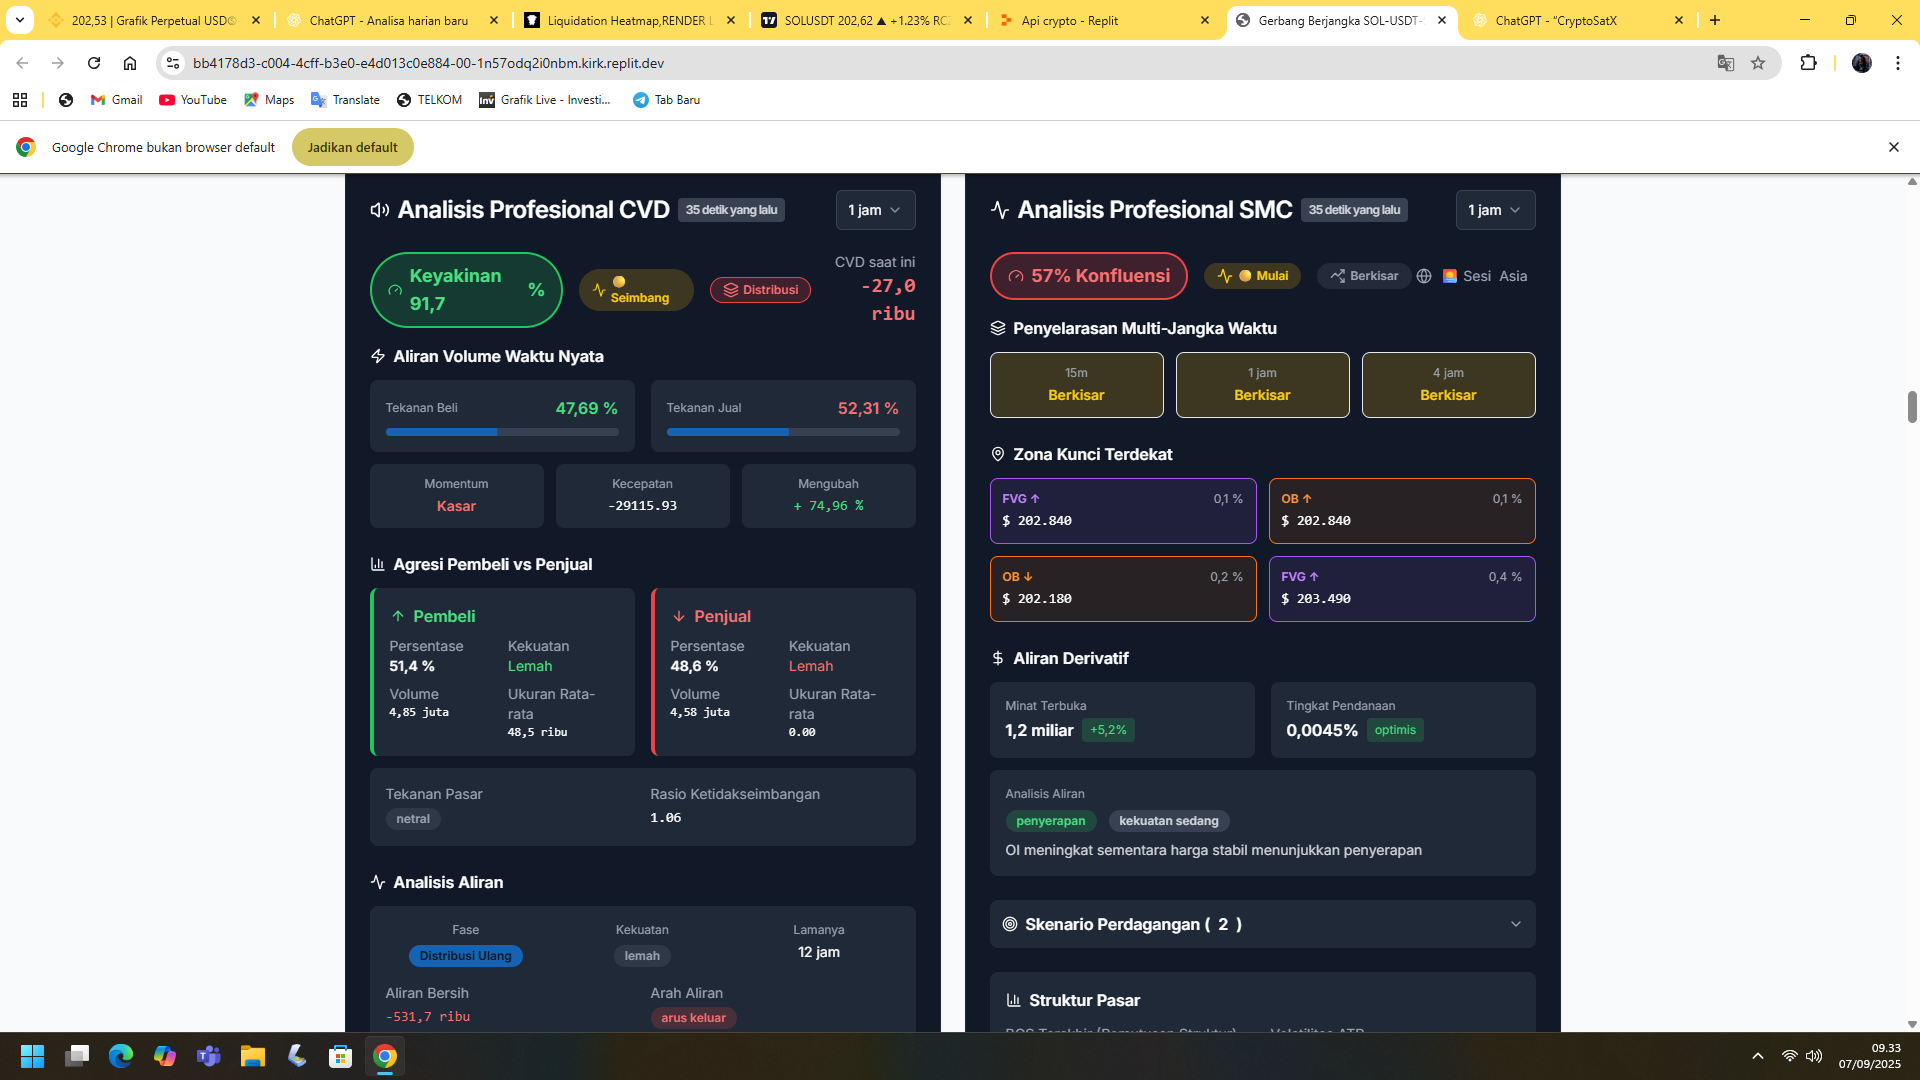 202,53 | Grafik Perpetual USDⓈ
ChatGPT - Analisa harian baru
Liquidation Heatmap,RENDER L
SOLUSDT 202,62 ▲ +1.23% RC
Api crypto - Replit
Gerbang Berjangka SOL-USDT-
ChatGPT - "CryptoSatX
bb4178d3-c004-4cff-b3e0-e4d013c0e884-00-1n57odq2i0nbm.kirk.replit.dev
Gmail
YouTube
Maps
Translate
TELKOM
Inv
Grafik Live - Investi...
Tab Baru
Google Chrome bukan browser default
Jadikan default
Analisis Profesional CVD
35 detik yang lalu
1 jam
Keyakinan
91,7 %
Seimbang
Distribusi
CVD saat ini
-27,0
ribu
Aliran Volume Waktu Nyata
Tekanan Beli 47,69 %
Tekanan Jual 52,31 %
Momentum
Kasar
Kecepatan
-29115.93
Mengubah
+ 74,96 %
Agresi Pembeli vs Penjual
↑ Pembeli
Persentase Kekuatan
51,4 % Lemah
Volume Ukuran Rata-
rata
4,85 juta
48,5 ribu
↓ Penjual
Persentase Kekuatan
48,6 % Lemah
Volume Ukuran Rata-
rata
4,58 juta
0.00
Tekanan Pasar
netral
Rasio Ketidakseimbangan
1.06
Analisis Aliran
Fase
Distribusi Ulang
Kekuatan
lemah
Lamanya
12 jam
Aliran Bersih
-531,7 ribu
Arah Aliran
arus keluar
Analisis Profesional SMC
35 detik yang lalu
1 jam
57% Konfluensi
Mulai
Berkisar
Sesi Asia
Penyelarasan Multi-Jangka Waktu
15m
Berkisar
1 jam
Berkisar
4 jam
Berkisar
Zona Kunci Terdekat
FVG ↑ 0,1 %
$ 202.840
OB ↑ 0,1 %
$ 202.840
OB ↓ 0,2 %
$ 202.180
FVG ↑ 0,4 %
$ 203.490
Aliran Derivatif
Minat Terbuka
1,2 miliar +5,2%
Tingkat Pendanaan
0,0045% optimis
Analisis Aliran
penyerapan kekuatan sedang
OI meningkat sementara harga stabil menunjukkan penyerapan
Skenario Perdagangan ( 2 )
Struktur Pasar
BOS Terakhir (Pemutusan Struktur)
Volatilitas ATR
09.33
07/09/2025